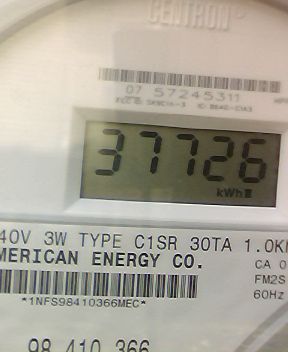 CENTRON®
07 57245311
37726
kWh
40V 3W TYPE C1SR 30TA 1.0K
MERICAN ENERGY CO.
CA 0
FM2S
60Hz
*1NFS98410366MEC*
98 410 366